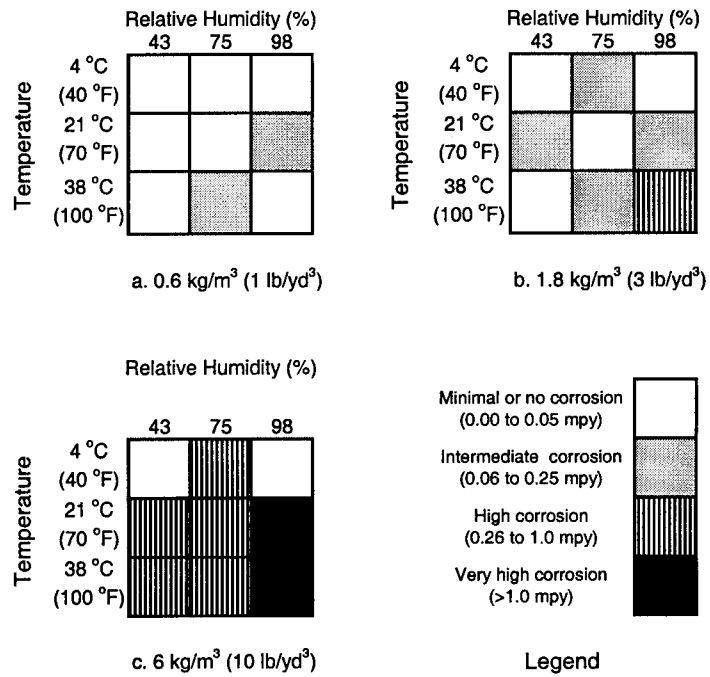 Relative Humidity (%)
43 75 98
Temperature
4 °C
(40 °F)
21 °C
(70 °F)
38 °C
(100 °F)
a. 0.6 kg/m³ (1 lb/yd³)
Relative Humidity (%)
43 75 98
Temperature
4 °C
(40 °F)
21 °C
(70 °F)
38 °C
(100 °F)
b. 1.8 kg/m³ (3 lb/yd³)
Relative Humidity (%)
43 75 98
Temperature
4 °C
(40 °F)
21 °C
(70 °F)
38 °C
(100 °F)
c. 6 kg/m³ (10 lb/yd³)
Minimal or no corrosion
(0.00 to 0.05 mpy)
Intermediate corrosion
(0.06 to 0.25 mpy)
High corrosion
(0.26 to 1.0 mpy)
Very high corrosion
(>1.0 mpy)
Legend